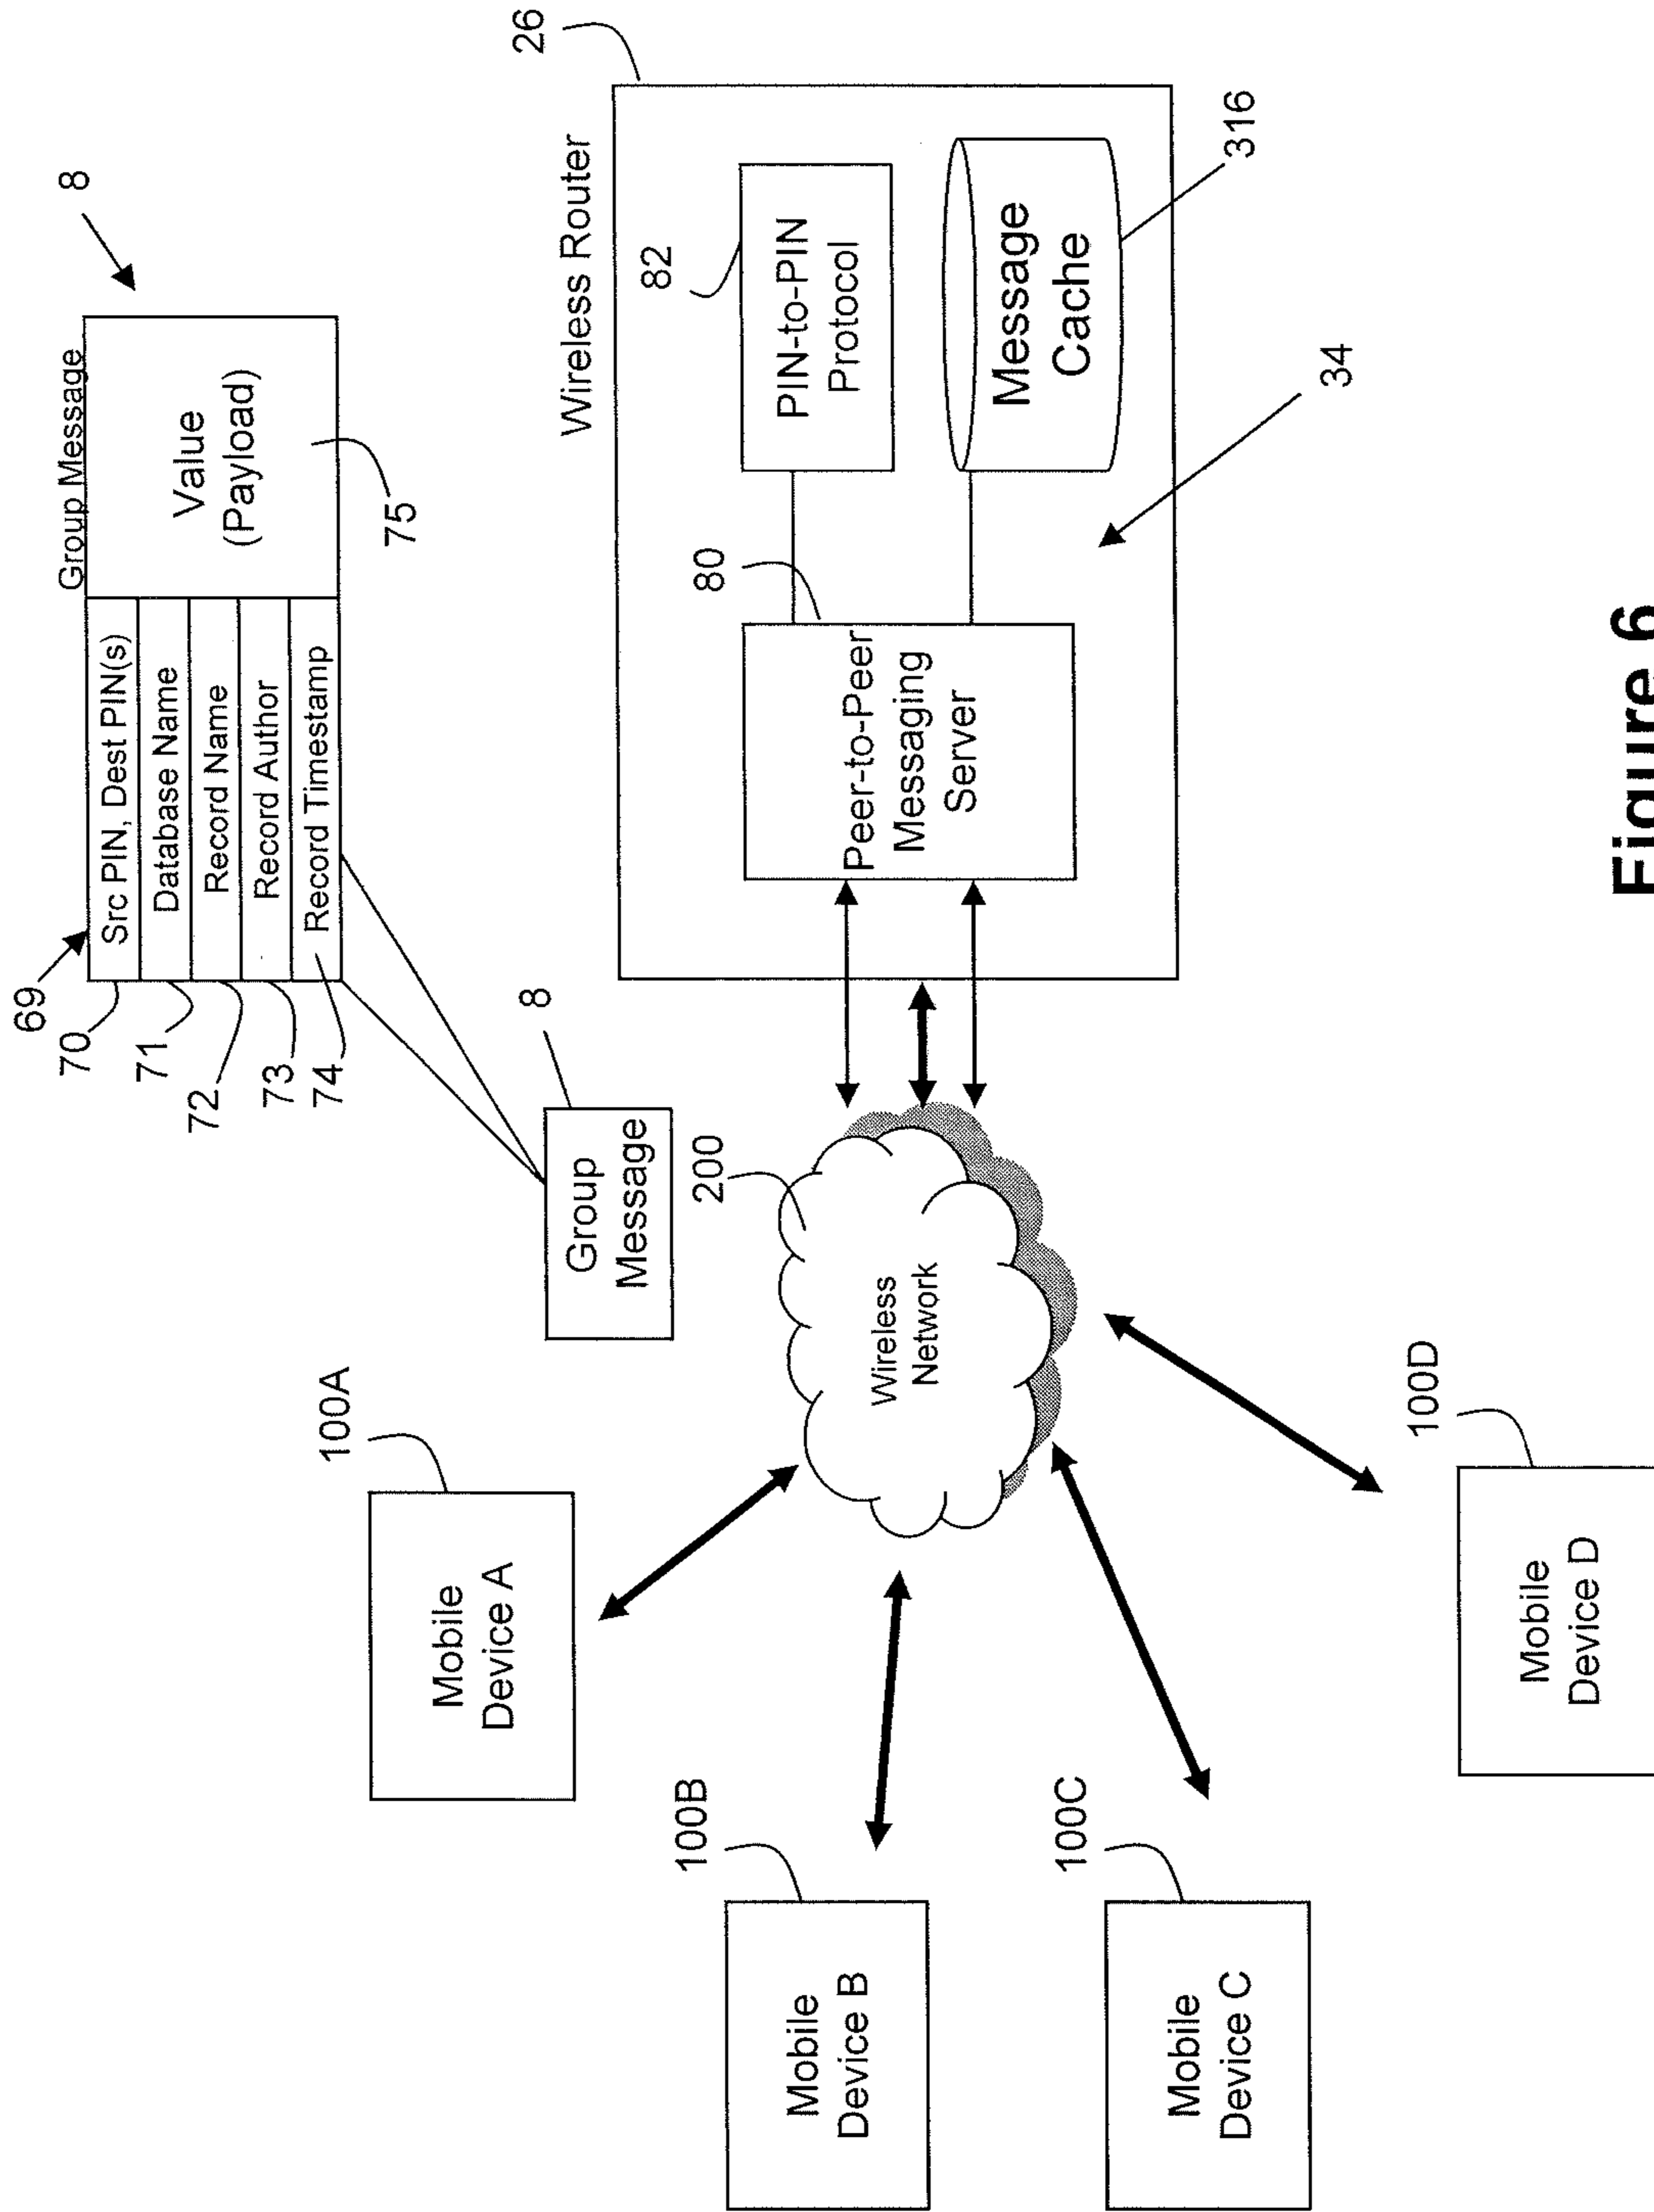 8
Group Message
69
70
71
72
73
74
Src PIN, Dest PIN(s)
Database Name
Record Name
Record Author
Record Timestamp
Value
(Payload)
75
8
Group
Message
100A
Mobile
Device A
100B
Mobile
Device B
100C
Mobile
Device C
100D
Mobile
Device D
200
Wireless
Network
Wireless Router
26
80
Peer-to-Peer
Messaging
Server
82
PIN-to-PIN
Protocol
Message
Cache
316
34
Figure 6